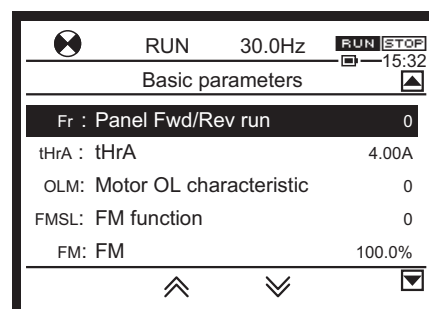 RUN 30.0Hz RUN STOP
15:32
Basic parameters
Fr : Panel Fwd/Rev run 0
tHrA : tHrA 4.00A
OLM: Motor OL characteristic 0
FMSL: FM function 0
FM: FM 100.0%